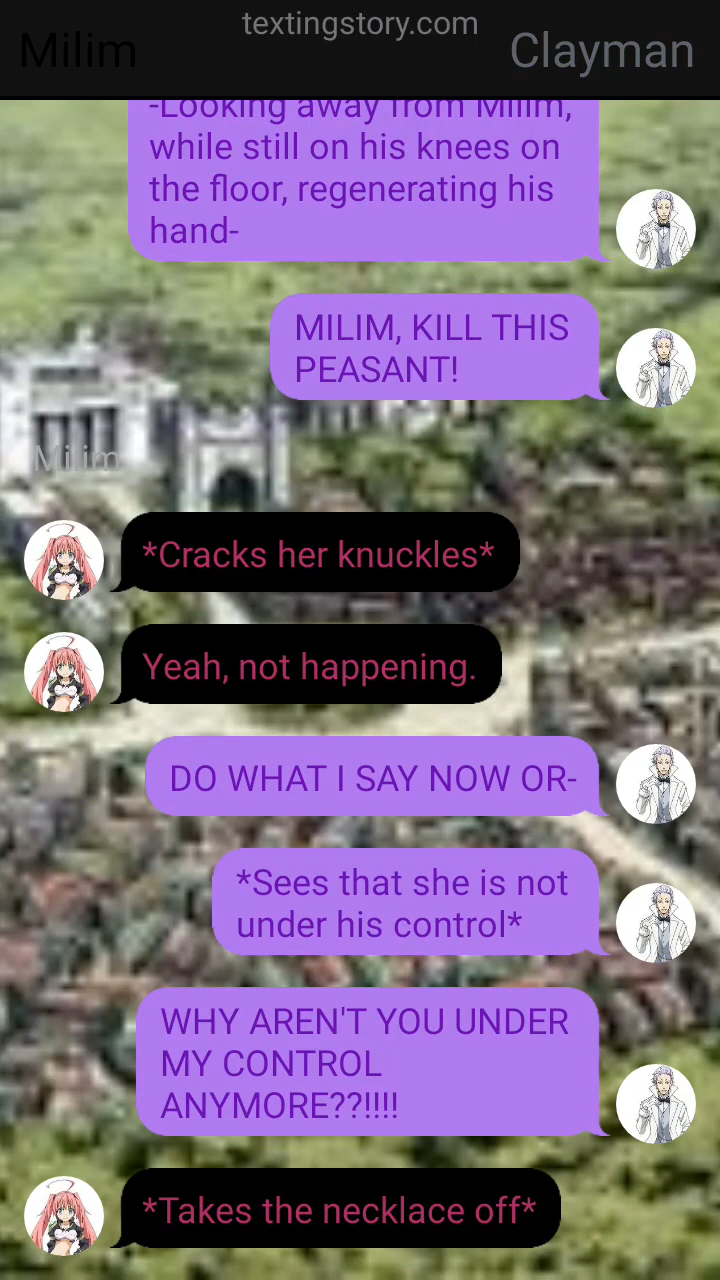 textingstory.com
Milim
Clayman
-Looking away from Milim,
while still on his knees on
the floor, regenerating his
hand-
MILIM, KILL THIS
PEASANT!
Milim
*Cracks her knuckles*
Yeah, not happening.
DO WHAT I SAY NOW OR-
*Sees that she is not
under his control*
WHY AREN'T YOU UNDER
MY CONTROL
ANYMORE??!!!!
*Takes the necklace off*